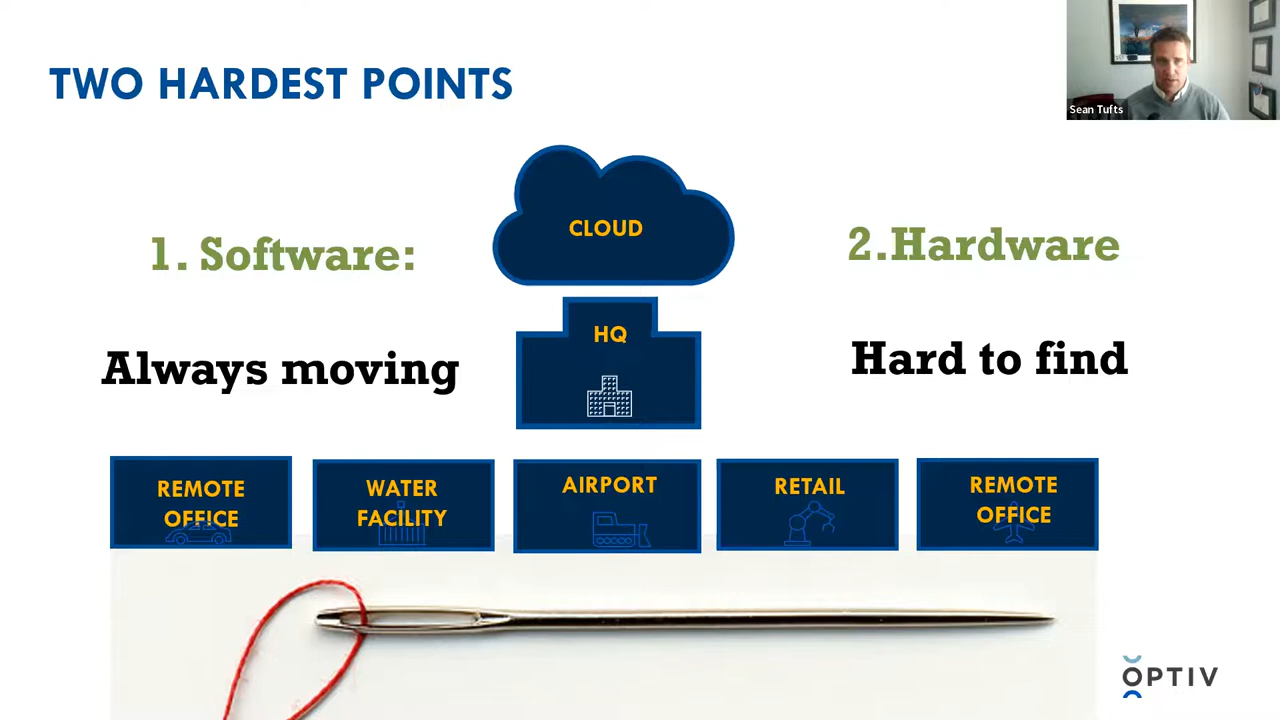 TWO HARDEST POINTS
Sean Tufts
CLOUD
1. Software:
2.Hardware
HQ
Always moving
Hard to find
REMOTE
OFFICE
WATER
FACILITY
AIRPORT
RETAIL
REMOTE
OFFICE
OPTIV